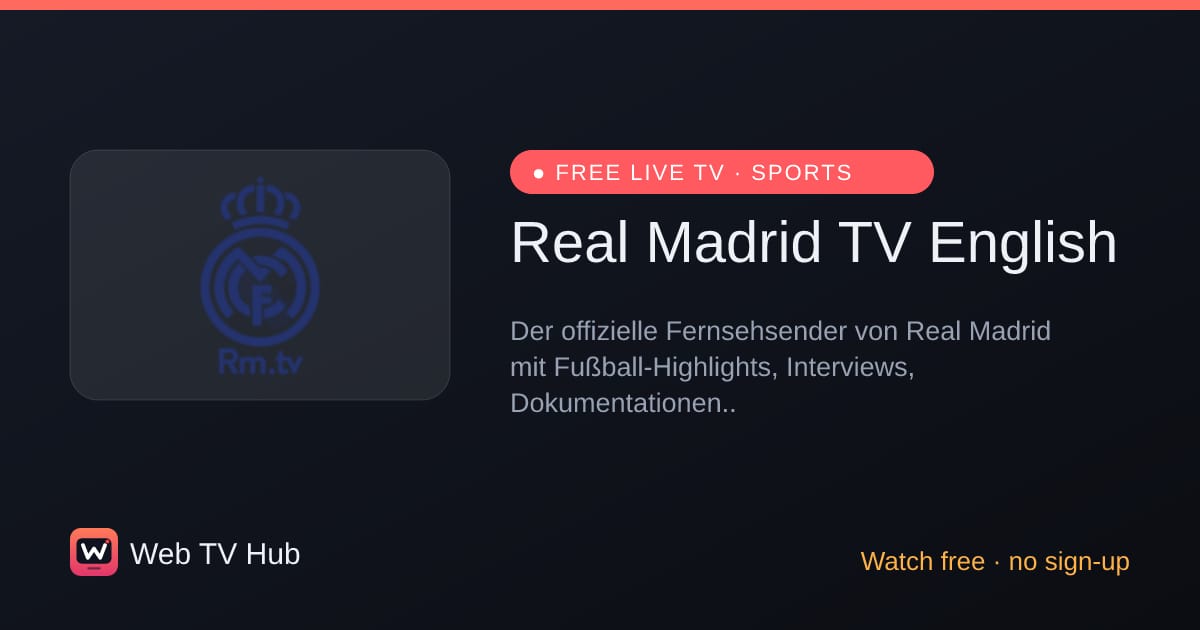 FREE LIVE TV · SPORTS
Real Madrid TV English
Der offizielle Fernsehsender von Real Madrid
mit Fußball-Highlights, Interviews,
Dokumentationen..
Rm.tv
W Web TV Hub
Watch free · no sign-up